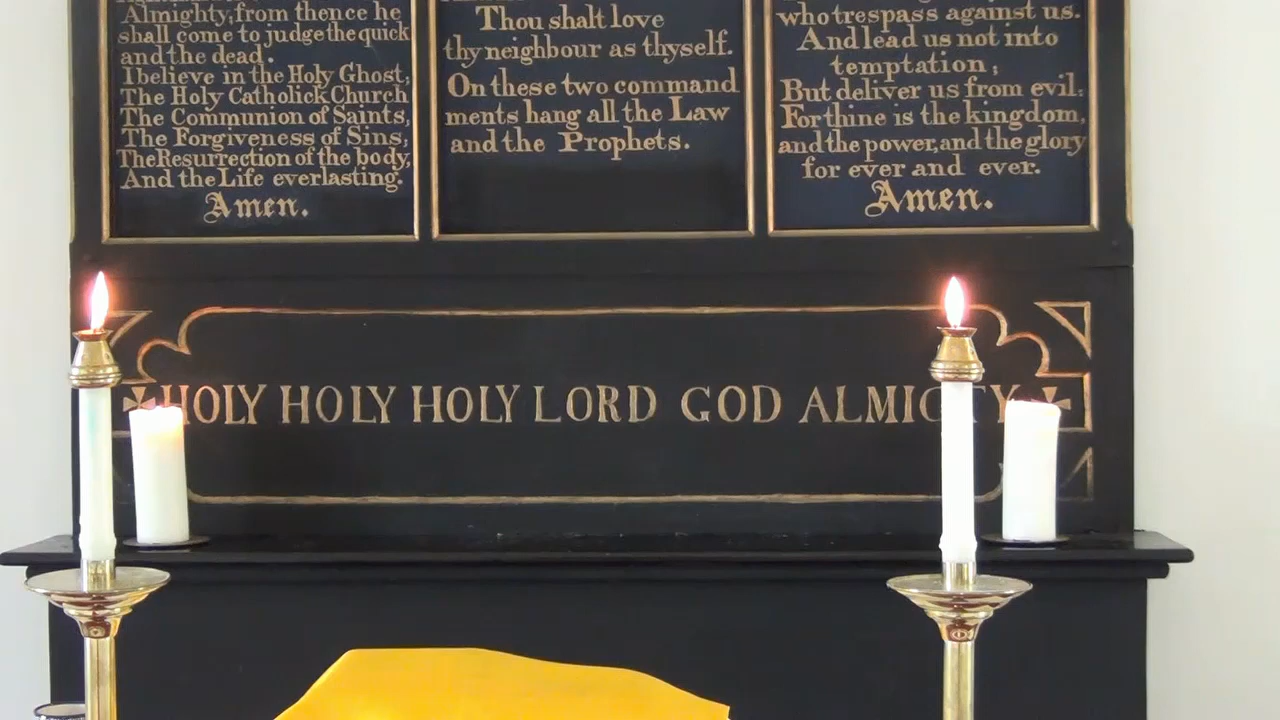 Almighty, from thence he
shall come to judge the quick
and the dead.
I believe in the Holy Ghost;
The Holy Catholick Church
The Communion of Saints,
The Forgiveness of Sins,
The Resurrection of the body,
And the Life everlasting.
Amen.
Thou shalt love
thy neighbour as thyself.
On these two command
ments hang all the Law
and the Prophets.
who trespass against us.
And lead us not into
temptation;
But deliver us from evil:
For thine is the kingdom,
and the power, and the glory
for ever and ever.
Amen.
HOLY HOLY HOLY LORD GOD